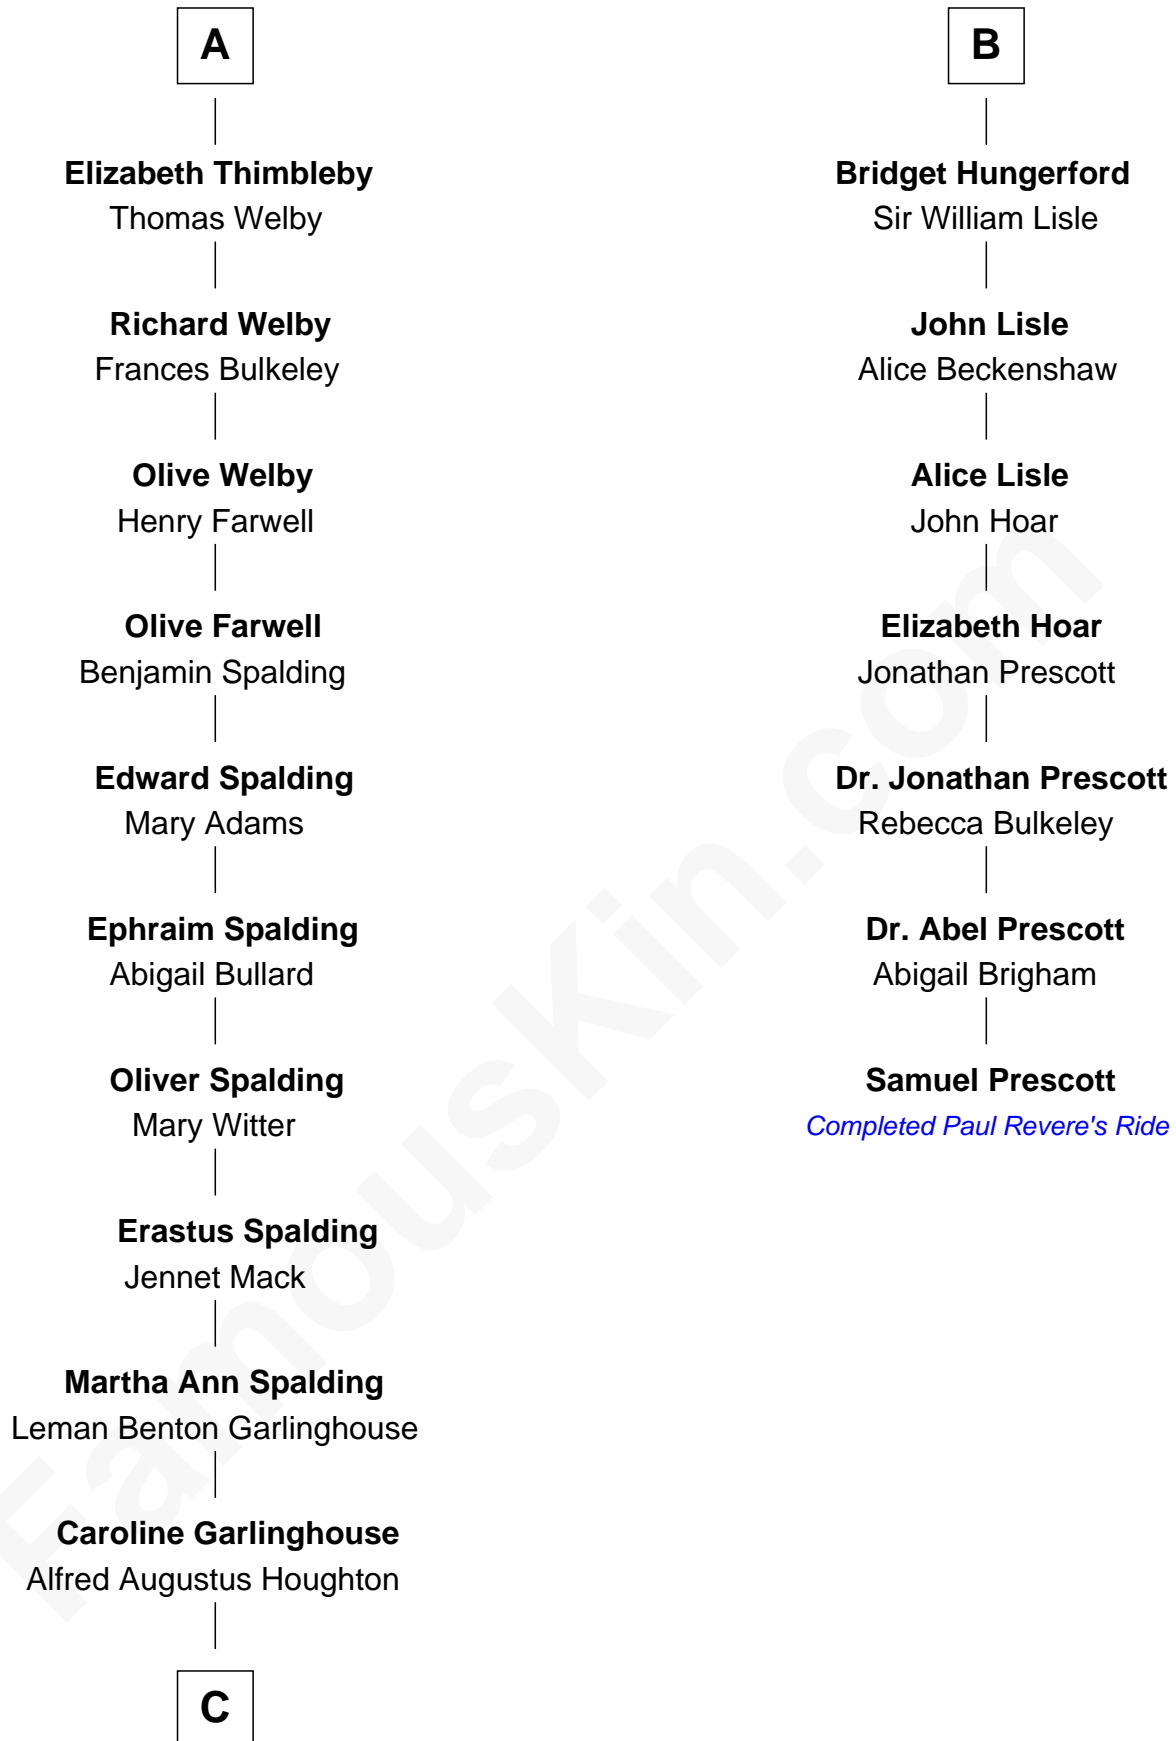 A
Elizabeth Thimbleby
Thomas Welby
Richard Welby
Frances Bulkeley
Olive Welby
Henry Farwell
Olive Farwell
Benjamin Spalding
Edward Spalding
Mary Adams
Ephraim Spalding
Abigail Bullard
Oliver Spalding
Mary Witter
Erastus Spalding
Jennet Mack
Martha Ann Spalding
Leman Benton Garlinghouse
Caroline Garlinghouse
Alfred Augustus Houghton
C
B
Bridget Hungerford
Sir William Lisle
John Lisle
Alice Beckenshaw
Alice Lisle
John Hoar
Elizabeth Hoar
Jonathan Prescott
Dr. Jonathan Prescott
Rebecca Bulkeley
Dr. Abel Prescott
Abigail Brigham
Samuel Prescott
Completed Paul Revere's Ride
FamousKin.com